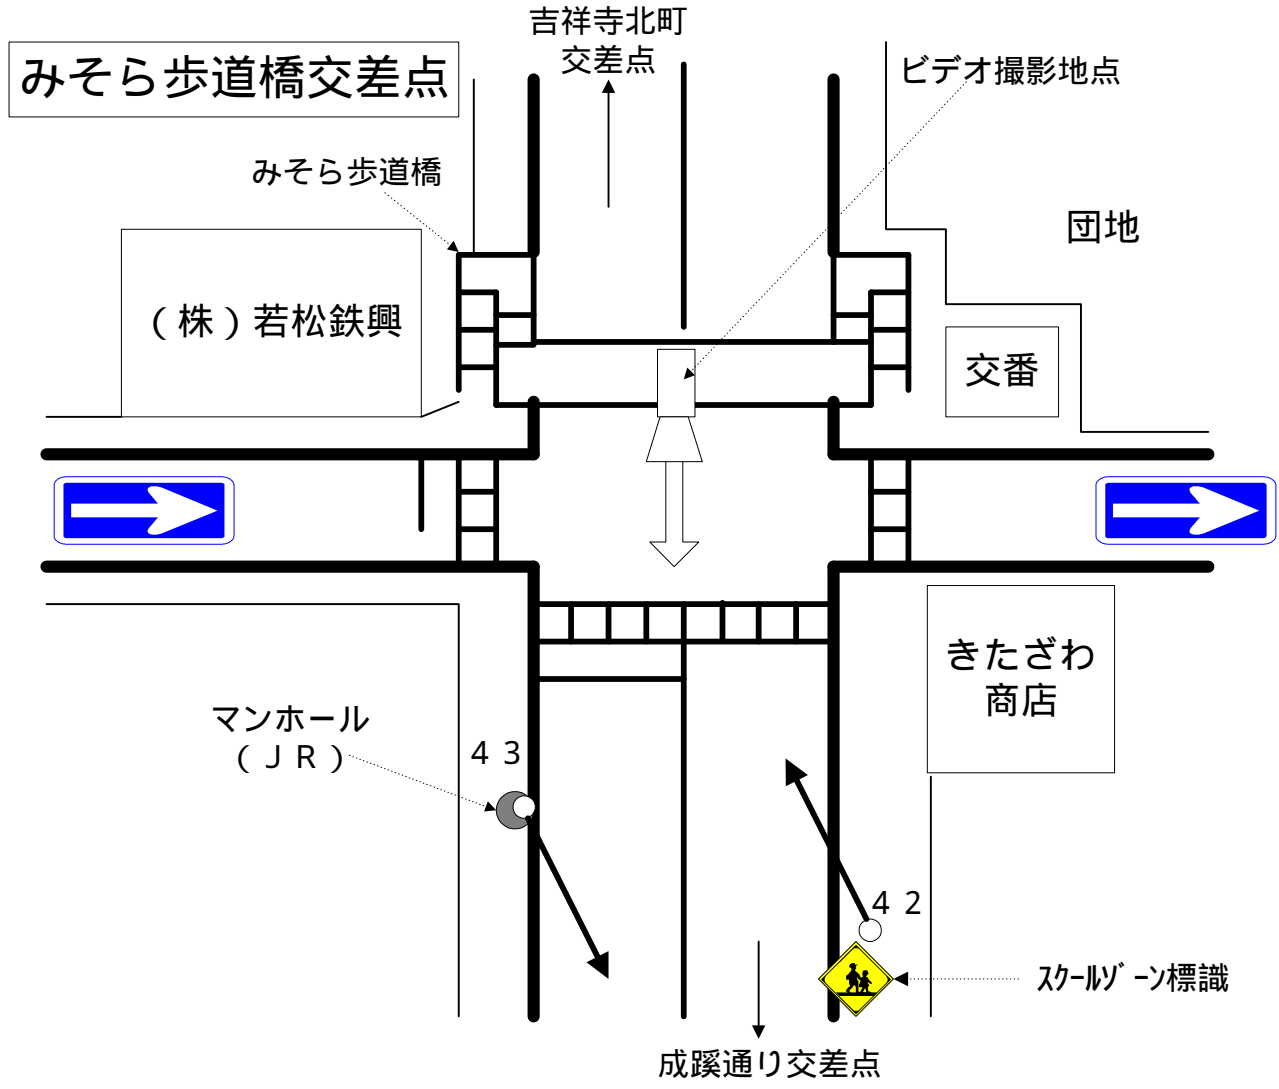 吉祥寺北町
交差点
みそら歩道橋交差点
ビデオ撮影地点
みそら歩道橋
団地
（株）若松鉄興
交番
きたざわ
商店
マンホール
（ＪＲ）
４３
４２
ｽｸｰﾙｿﾞｰﾝ標識
成蹊通り交差点